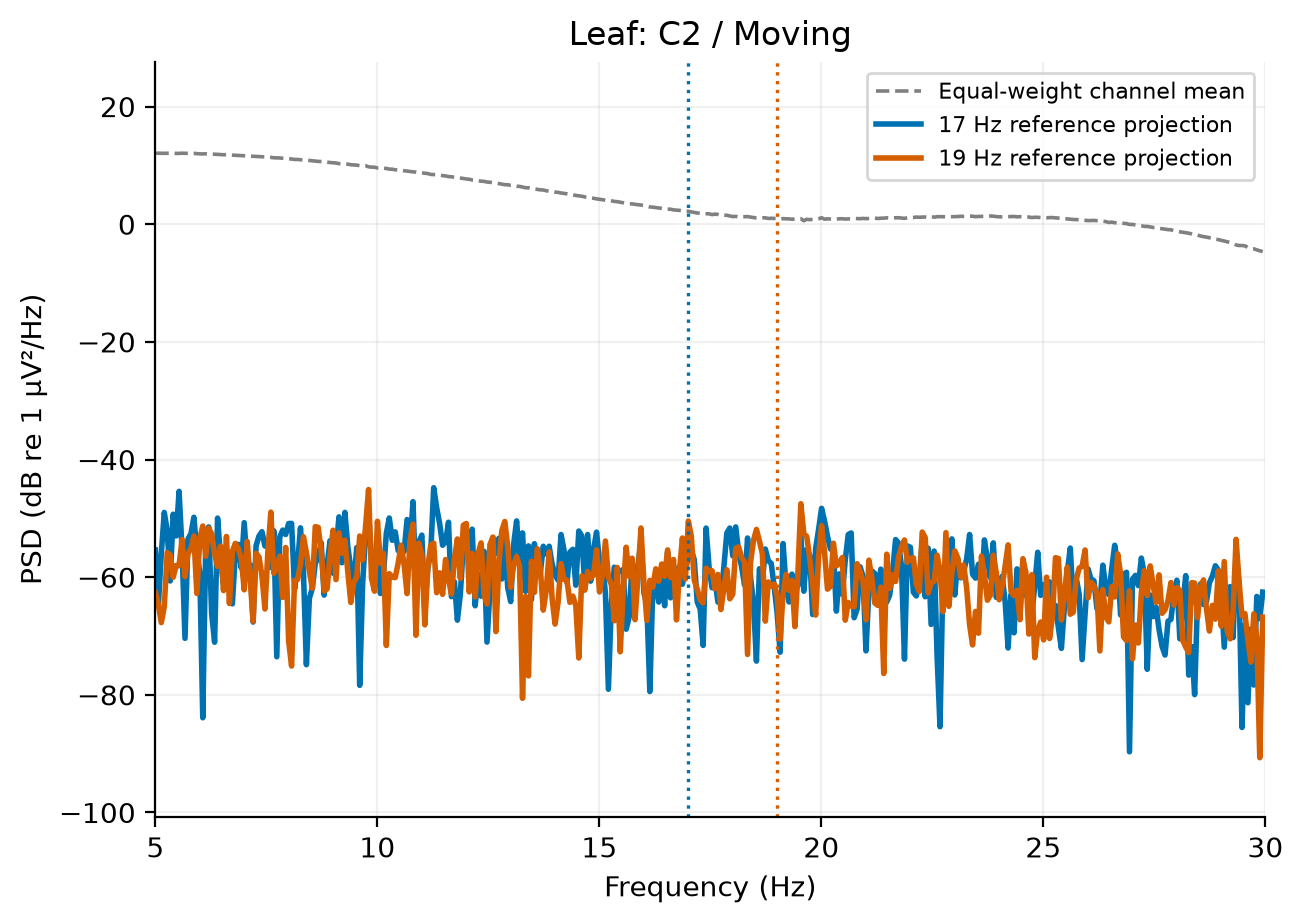 Leaf: C2 / Moving
Equal-weight channel mean
17 Hz reference projection
19 Hz reference projection
PSD (dB re 1 µV²/Hz)
20
0
−20
−40
−60
−80
−100
5
10
15
20
25
30
Frequency (Hz)